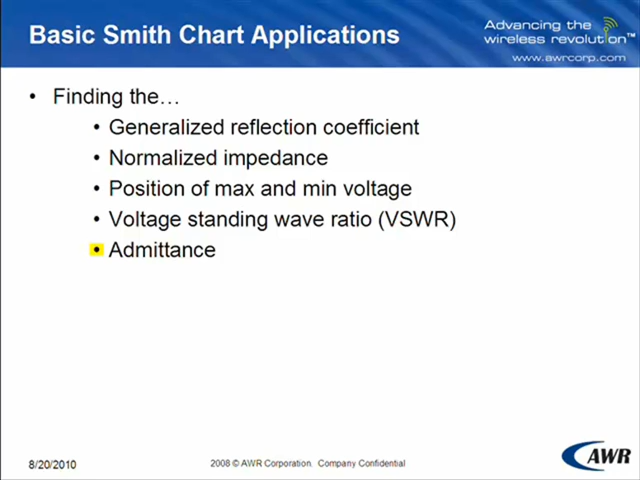 Basic Smith Chart Applications
Advancing the
wireless revolution™
www.awrcorp.com
• Finding the…
• Generalized reflection coefficient
• Normalized impedance
• Position of max and min voltage
• Voltage standing wave ratio (VSWR)
• Admittance
8/20/2010
2008 © AWR Corporation. Company Confidential
AWR